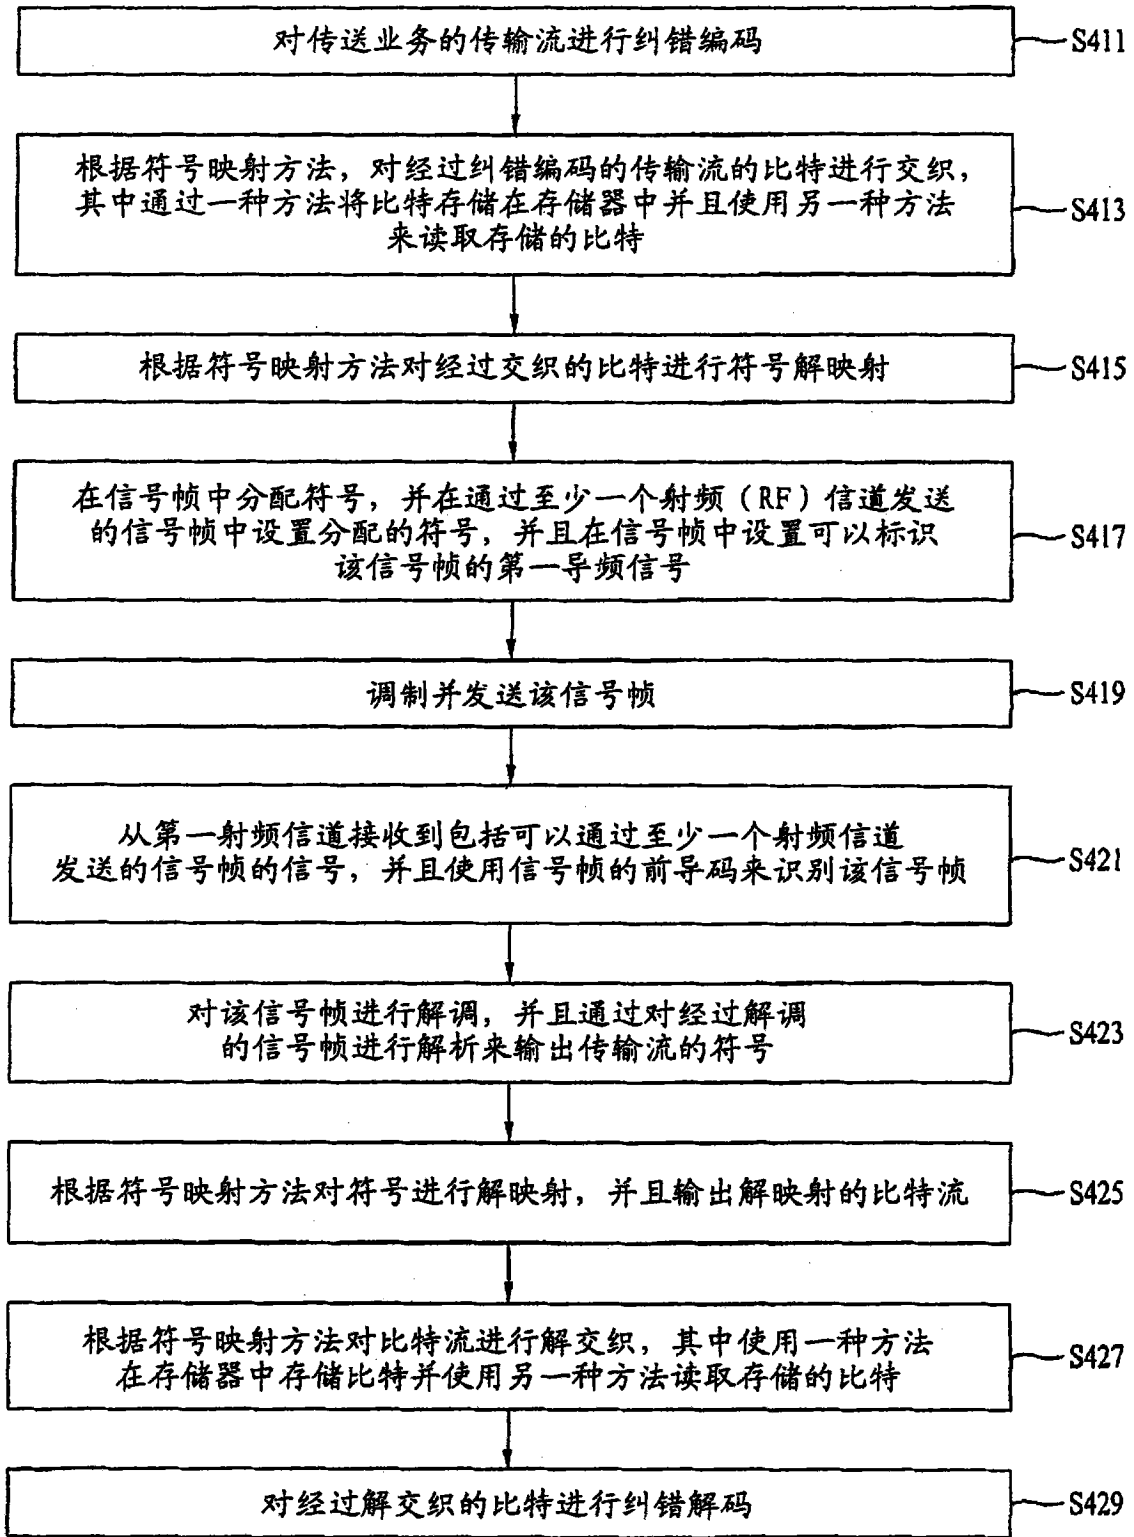 对传送业务的传输流进行纠错编码
S411
根据符号映射方法，对经过纠错编码的传输流的比特进行交织，
其中通过一种方法将比特存储在存储器中并且使用另一种方法
来读取存储的比特
S413
根据符号映射方法对经过交织的比特进行符号解映射
S415
在信号帧中分配符号，并在通过至少一个射频（RF）信道发送
的信号帧中设置分配的符号，并且在信号帧中设置可以标识
该信号帧的第一导频信号
S417
调制并发送该信号帧
S419
从第一射频信道接收到包括可以通过至少一个射频信道
发送的信号帧的信号，并且使用信号帧的前导码来识别该信号帧
S421
对该信号帧进行解调，并且通过对经过解调
的信号帧进行解析来输出传输流的符号
S423
根据符号映射方法对符号进行解映射，并且输出解映射的比特流
S425
根据符号映射方法对比特流进行解交织，其中使用一种方法
在存储器中存储比特并使用另一种方法读取存储的比特
S427
对经过解交织的比特进行纠错解码
S429